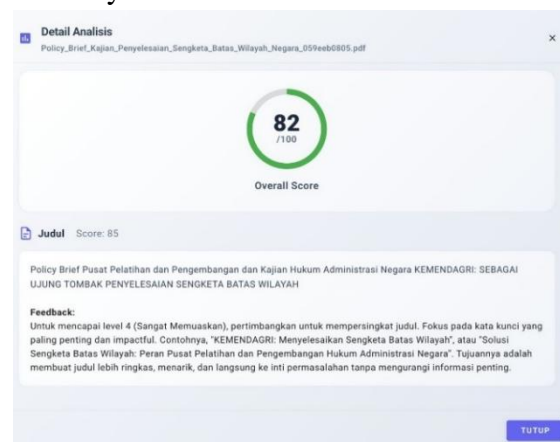 Detail Analisis
Policy_Brief_Kajian_Penyelesaian_Sengketa_Batas_Wilayah_Negara_059eeb0805.pdf
82
/100
Overall Score
Judul Score: 85
Policy Brief Pusat Pelatihan dan Pengembangan dan Kajian Hukum Administrasi Negara KEMENDAGRI: SEBAGAI
UJUNG TOMBAK PENYELESAIAN SENGKETA BATAS WILAYAH
Feedback:
Untuk mencapai level 4 (Sangat Memuaskan), pertimbangkan untuk mempersingkat judul. Fokus pada kata kunci yang
paling penting dan impactful. Contohnya, "KEMENDAGRI: Menyelesaikan Sengketa Batas Wilayah", atau "Solusi
Sengketa Batas Wilayah: Peran Pusat Pelatihan dan Pengembangan Hukum Administrasi Negara". Tujuannya adalah
membuat judul lebih ringkas, menarik, dan langsung ke inti permasalahan tanpa mengurangi informasi penting.
TUTUP